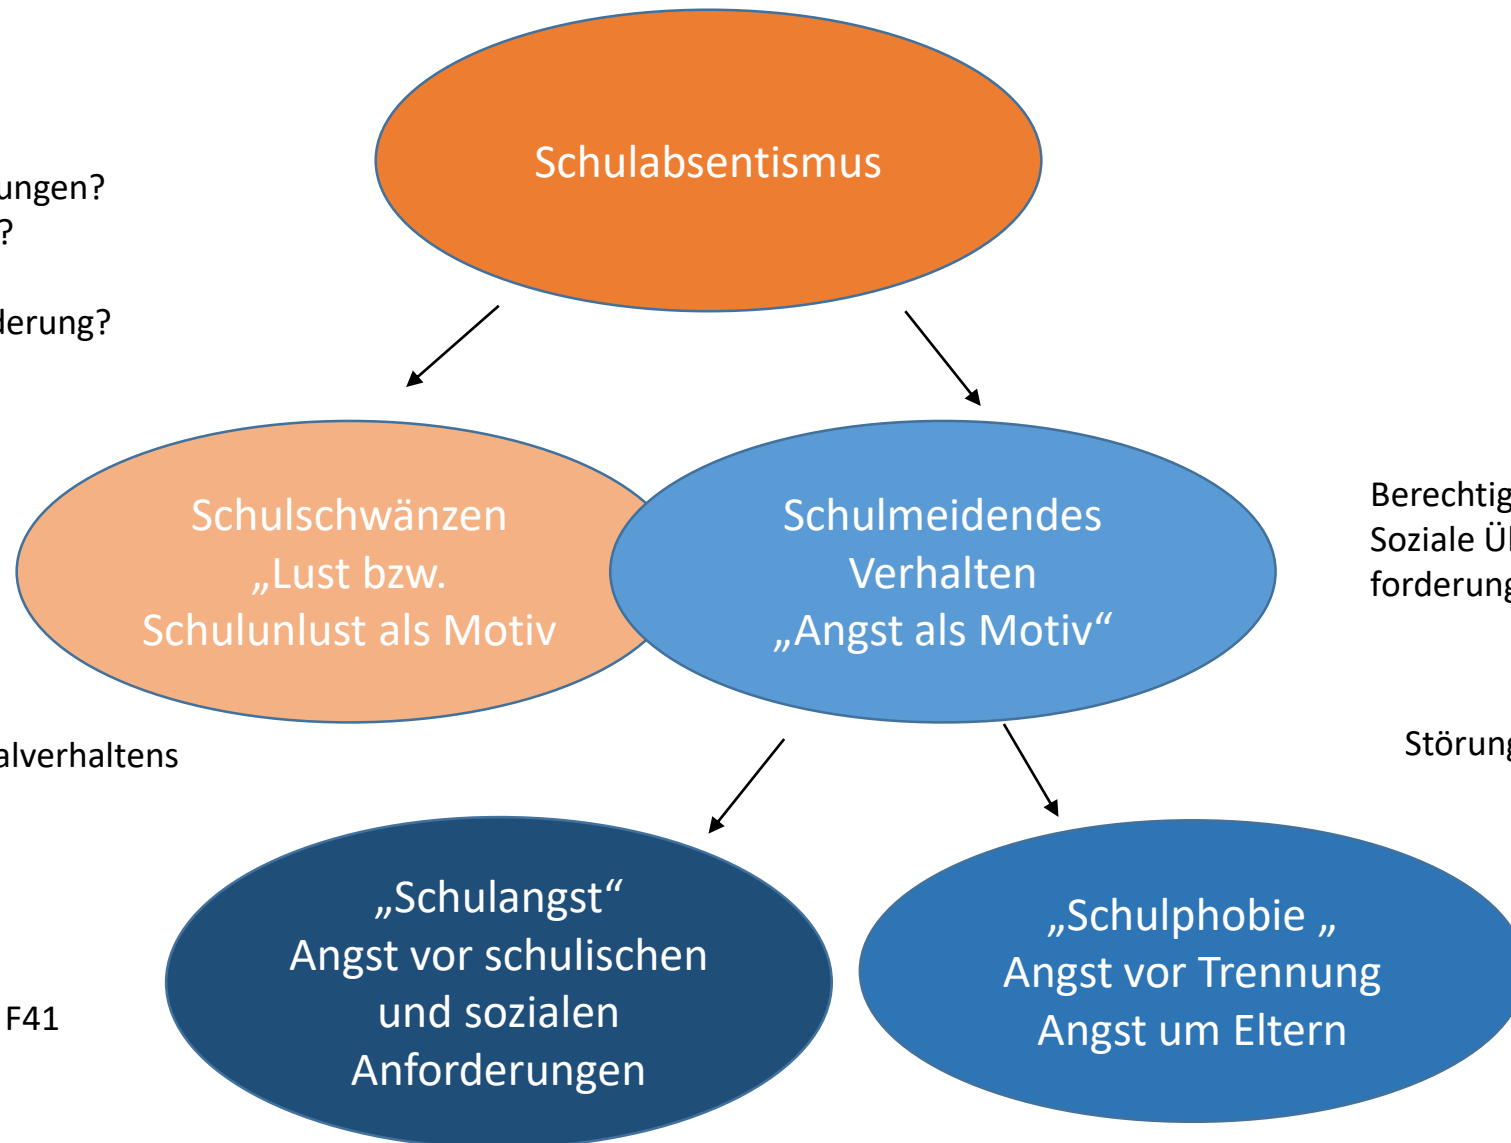 Schulabsentismus
ungen?
?
derung?
Schulschwänzen
„Lust bzw.
Schulunlust als Motiv
Schulmeidendes
Verhalten
„Angst als Motiv“
Berechtig
Soziale Ü
forderung
alverhaltens
Störung
„Schulangst“
Angst vor schulischen
und sozialen
Anforderungen
„Schulphobie „
Angst vor Trennung
Angst um Eltern
F41